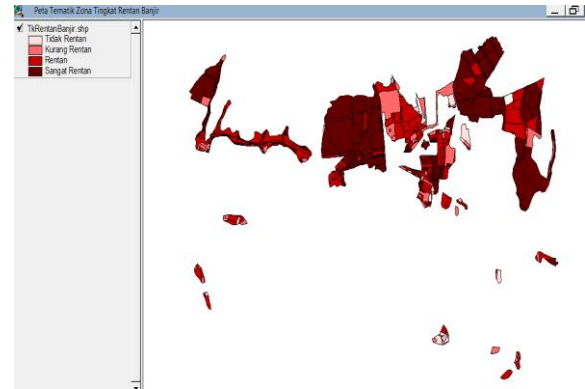 Peta Tematik Zona Tingkat Rentan Banjir
TkRentanBanjir.shp
Tidak Rentan
Kurang Rentan
Rentan
Sangat Rentan